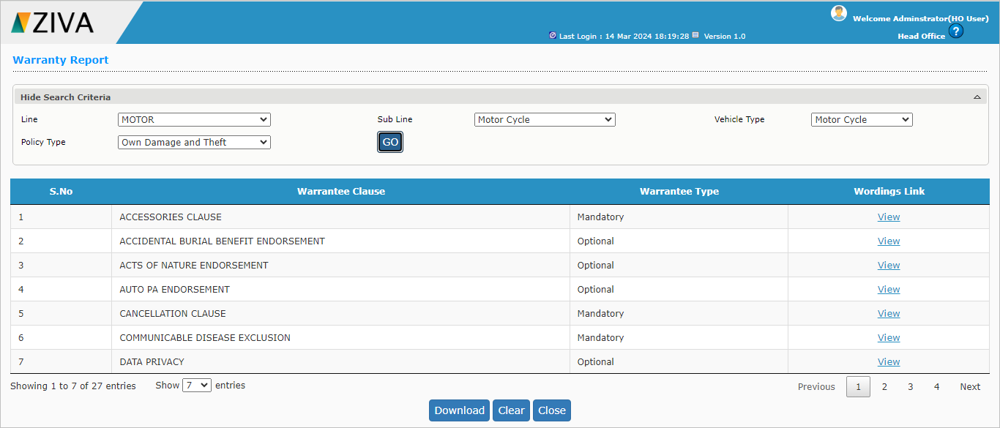 ZIVA
Welcome Adminstrator(HO User)
Last Login : 14 Mar 2024 18:19:28 Version 1.0
Head Office ?
Warranty Report
Hide Search Criteria
Line MOTOR Sub Line Motor Cycle Vehicle Type Motor Cycle
Policy Type Own Damage and Theft GO
S.No Warrantee Clause Warrantee Type Wordings Link
1 ACCESSORIES CLAUSE Mandatory View
2 ACCIDENTAL BURIAL BENEFIT ENDORSEMENT Optional View
3 ACTS OF NATURE ENDORSEMENT Optional View
4 AUTO PA ENDORSEMENT Optional View
5 CANCELLATION CLAUSE Mandatory View
6 COMMUNICABLE DISEASE EXCLUSION Mandatory View
7 DATA PRIVACY Optional View
Showing 1 to 7 of 27 entries Show 7 entries Previous 1 2 3 4 Next
Download Clear Close